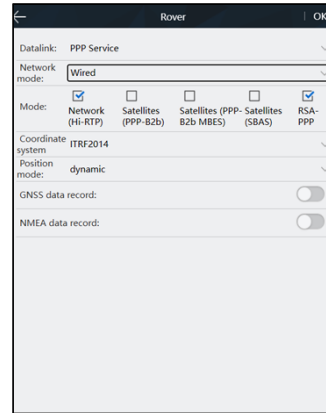 Rover
OK
Datalink: PPP Service
Network mode: Wired
Mode:
Network (Hi-RTP)
Satellites (PPP-B2b)
Satellites (PPP-B2b MBES)
Satellites (SBAS)
RSA-PPP
Coordinate system ITRF2014
Position mode: dynamic
GNSS data record:
NMEA data record: